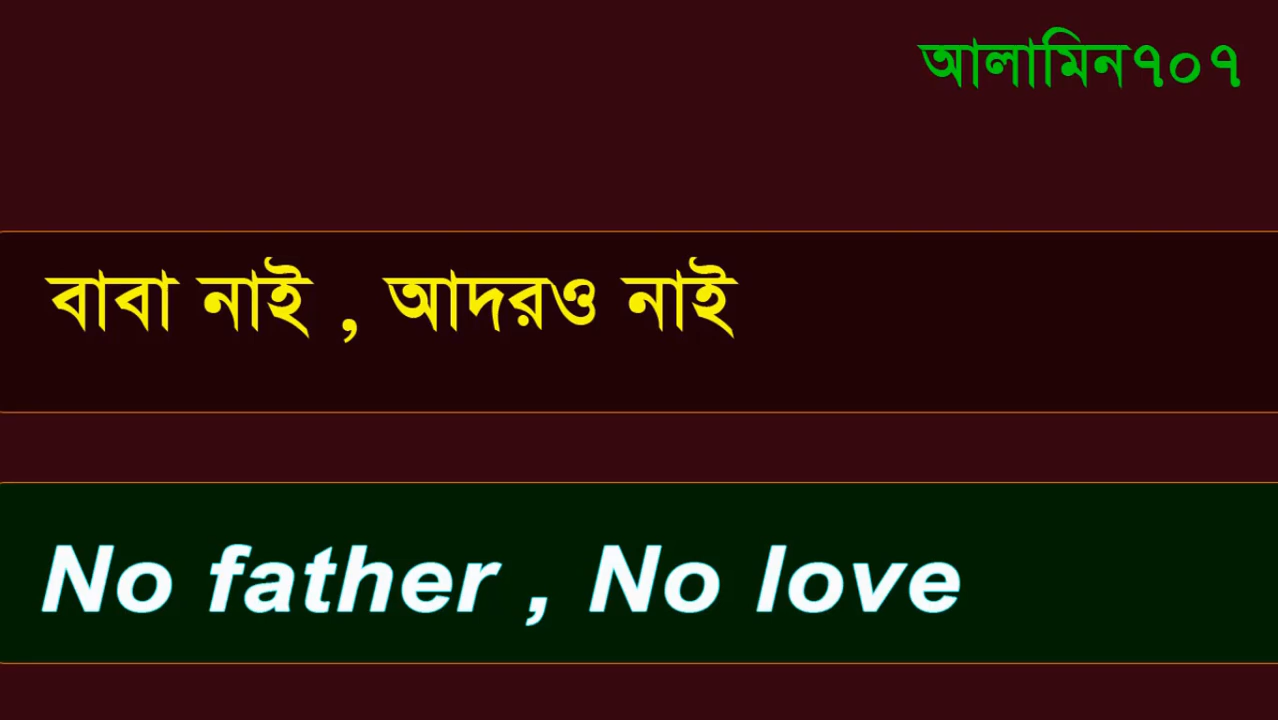 আলামিন৭০৭
বাবা নাই , আদরও নাই
No father , No love